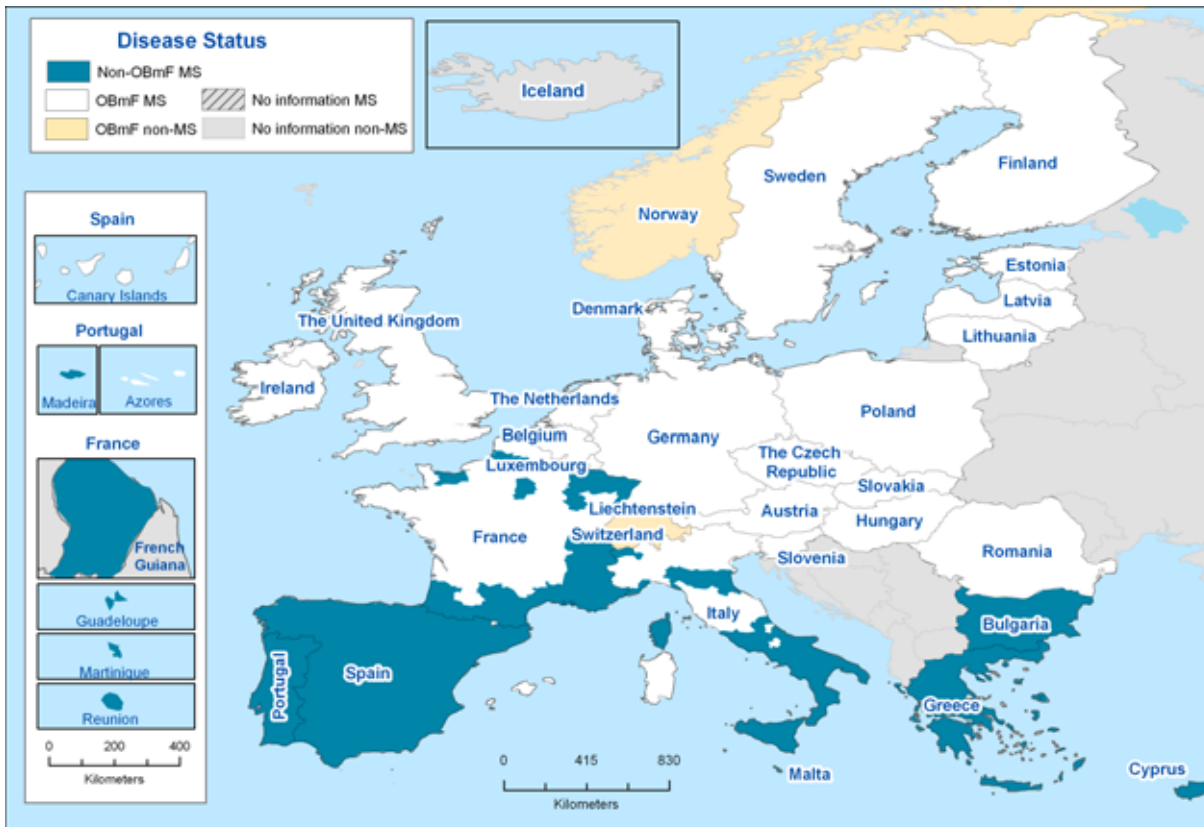 Disease Status
Non-OBmF MS
OBmF MS
No information MS
OBmF non-MS
No information non-MS
Iceland
Finland
Sweden
Norway
Spain
Canary Islands
Estonia
Latvia
Denmark
The United Kingdom
Lithuania
Portugal
Madeira
Azores
Ireland
The Netherlands
Poland
Belgium
Germany
The Czech
Republic
Luxembourg
Slovakia
France
Liechtenstein
Austria
Hungary
France
Switzerland
Slovenia
Romania
French
Guiana
Guadeloupe
Italy
Bulgaria
Martinique
Portugal
Spain
Greece
Reunion
0 200 400
Kilometers
0 415 830
Kilometers
Malta
Cyprus